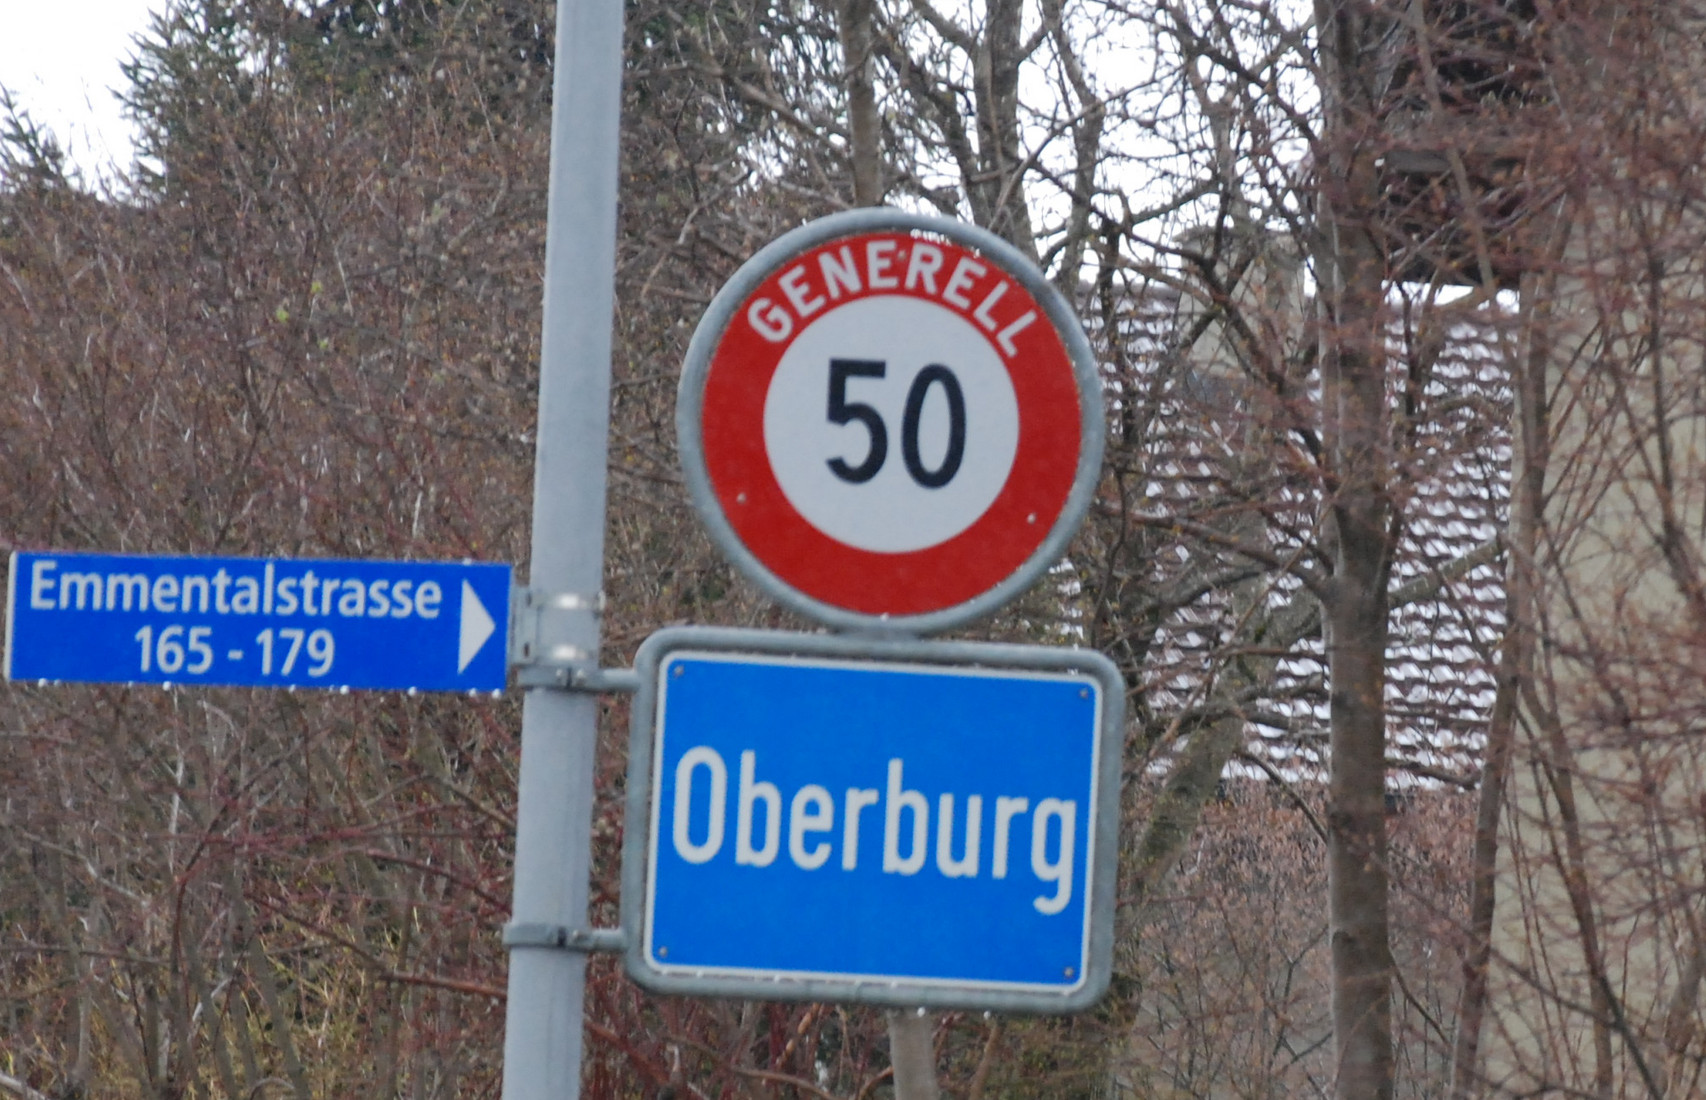 GENERELL
50
Emmentalstrasse
165 - 179
Oberburg